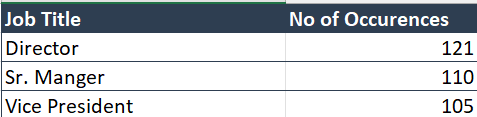 Job Title No of Occurences
Director 121
Sr. Manger 110
Vice President 105